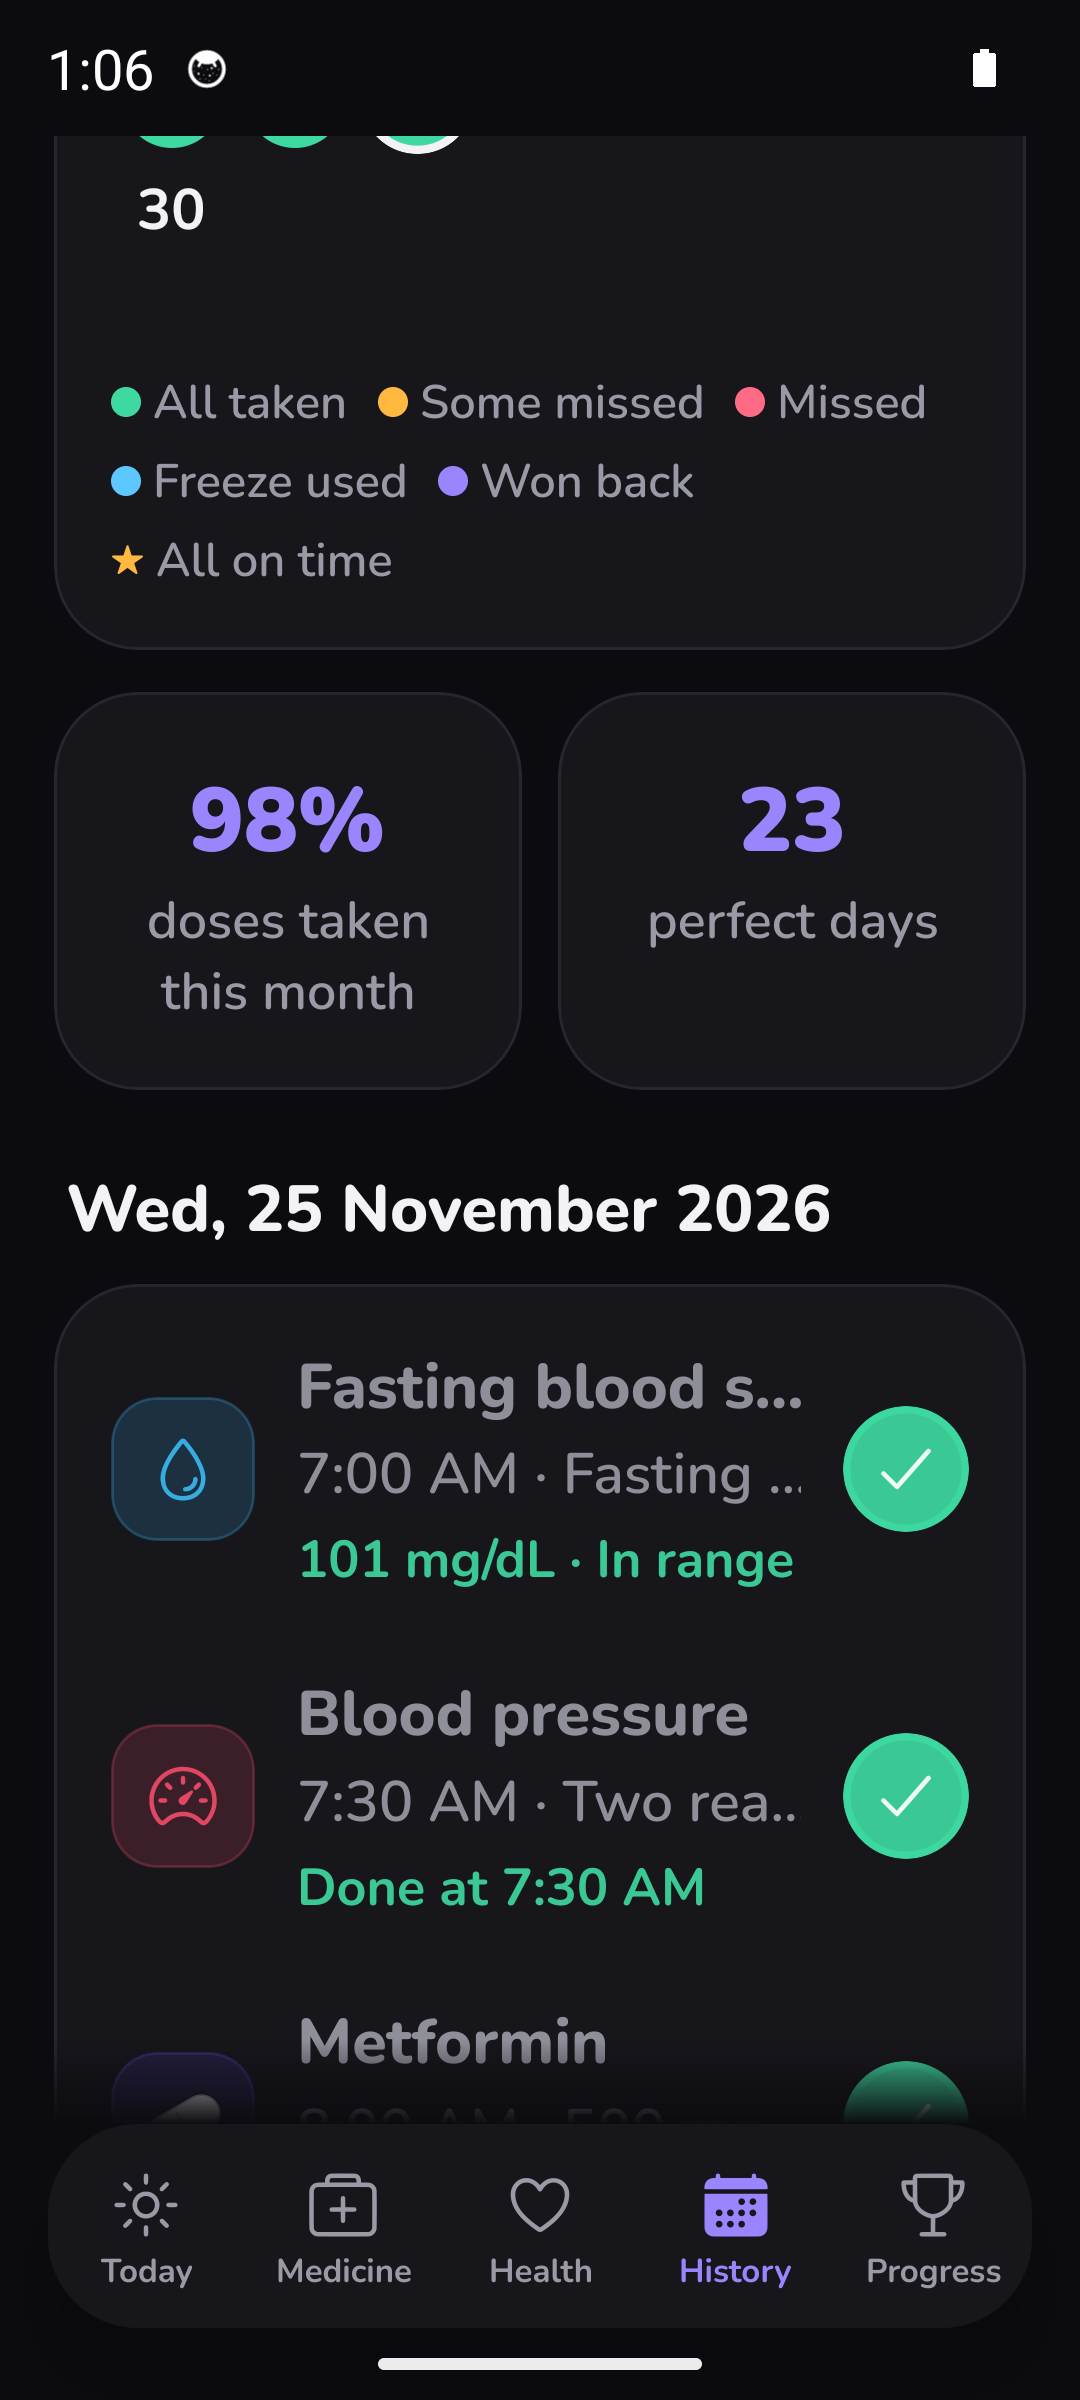 1:06
30
All taken Some missed Missed
Freeze used Won back
All on time
98%
doses taken
this month
23
perfect days
Wed, 25 November 2026
Fasting blood s...
7:00 AM · Fasting ...
101 mg/dL · In range
Blood pressure
7:30 AM · Two rea...
Done at 7:30 AM
Metformin
Today Medicine Health History Progress